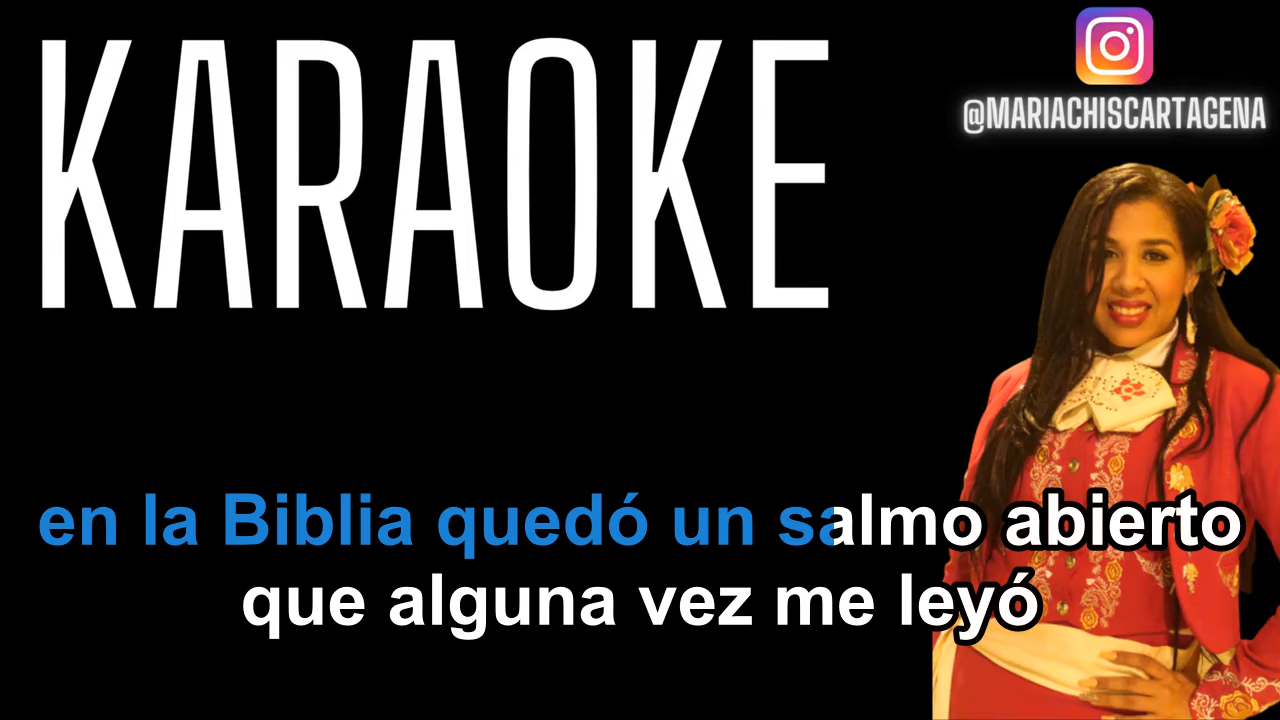 KARAOKE
@MARIACHISCARTAGENA
en la Biblia quedó un salmo abierto
que alguna vez me leyó